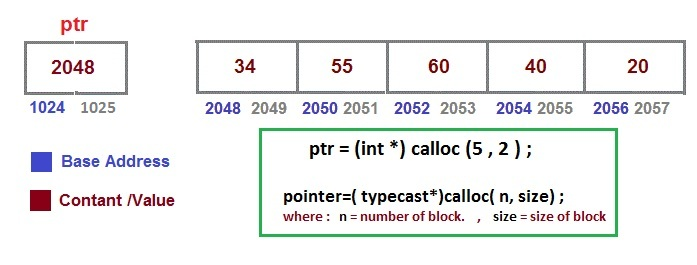 ptr
2048 34 55 60 40 20
1024 1025 2048 2049 2050 2051 2052 2053 2054 2055 2056 2057
ptr = (int *) calloc (5 , 2 ) ;
Base Address
pointer=( typecast*)calloc( n, size) ;
Contant /Value
where : n = number of block. , size = size of block